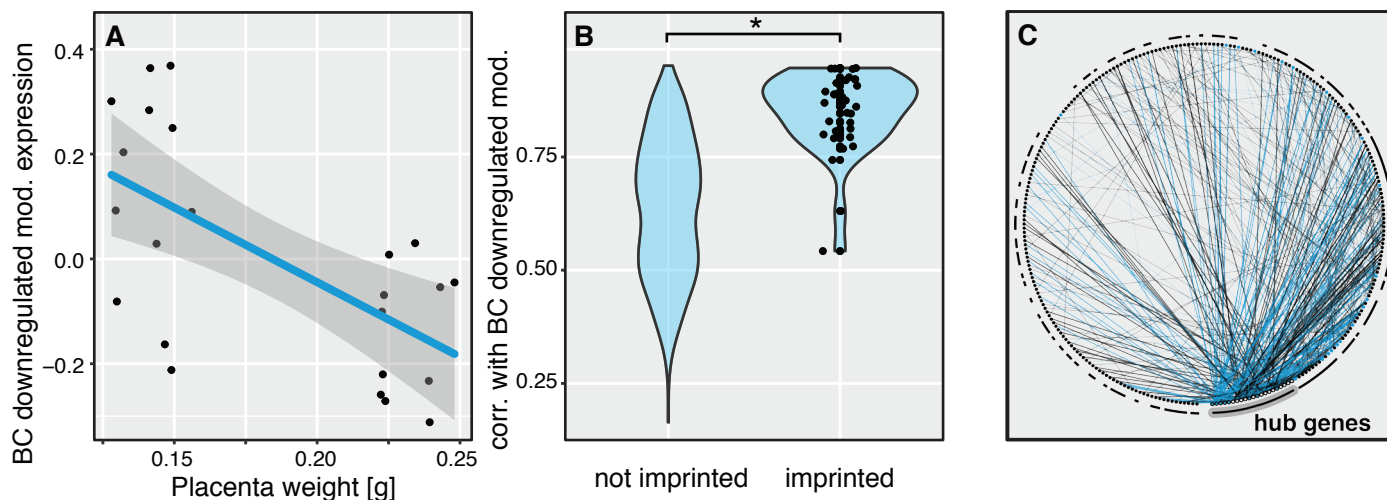 A
BC downregulated mod. expression
0.4
0.2
0.0
−0.2
0.15
0.20
0.25
Placenta weight [g]
B
*
corr. with BC downregulated mod.
0.75
0.50
0.25
not imprinted
imprinted
C
hub genes